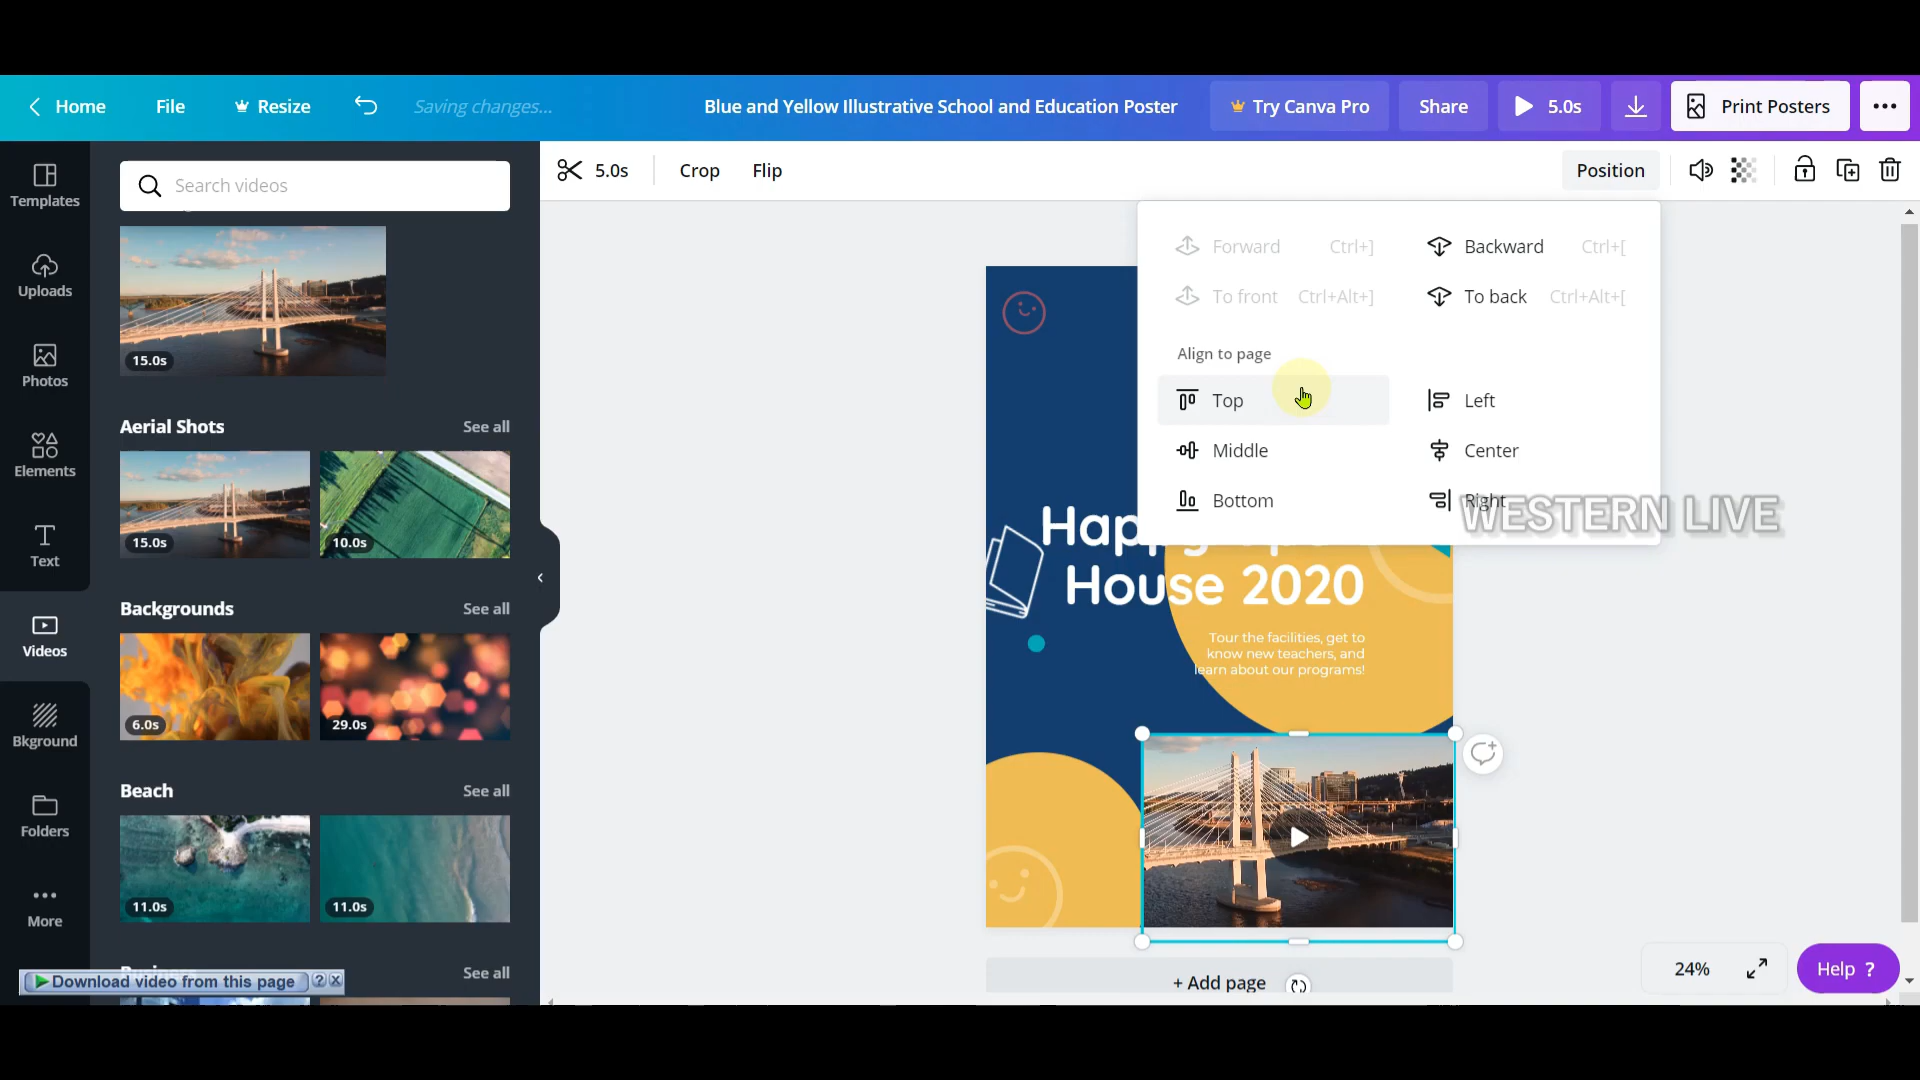 Home File Resize Saving changes... Blue and Yellow Illustrative School and Education Poster Try Canva Pro Share 5.0s Print Posters
Templates
Uploads
Photos
Elements
Text
Videos
Bkground
Folders
More
Search videos
15.0s
Aerial Shots See all
15.0s 10.0s
Backgrounds See all
6.0s 29.0s
Beach See all
11.0s 11.0s
See all
Download video from this page ? X
5.0s Crop Flip Position
Forward Ctrl+] Backward Ctrl+[
To front Ctrl+Alt+] To back Ctrl+Alt+[
Align to page
Top Left
Middle Center
Bottom Right
WESTERN LIVE
House 2020
Tour the facilities, get to
know new teachers, and
learn about our programs!
+ Add page
24% Help ?